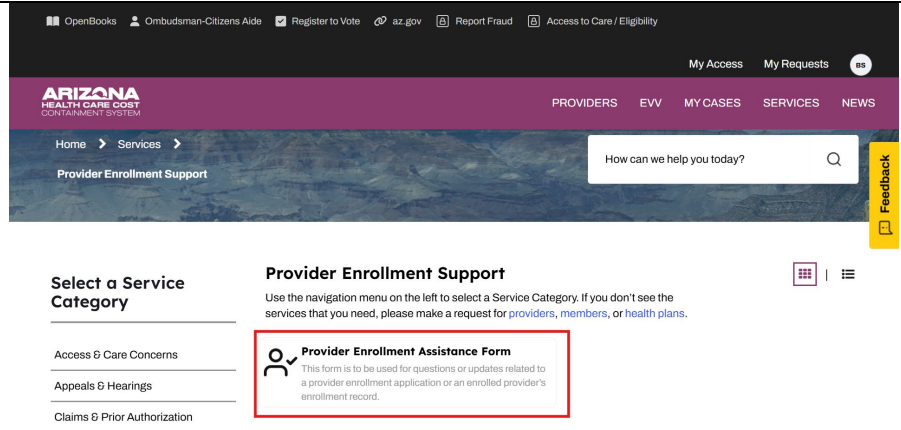 OpenBooks Ombudsman-Citizens Aide Register to Vote az.gov Report Fraud Access to Care / Eligibility
My Access My Requests BS
ARIZONA
HEALTH CARE COST
CONTAINMENT SYSTEM
PROVIDERS EVV MY CASES SERVICES NEWS
Home Services
Provider Enrollment Support
How can we help you today?
Feedback
Select a Service
Category
Access & Care Concerns
Appeals & Hearings
Claims & Prior Authorization
Provider Enrollment Support
Use the navigation menu on the left to select a Service Category. If you don't see the
services that you need, please make a request for providers, members, or health plans.
Provider Enrollment Assistance Form
This form is to be used for questions or updates related to
a provider enrollment application or an enrolled provider's
enrollment record.